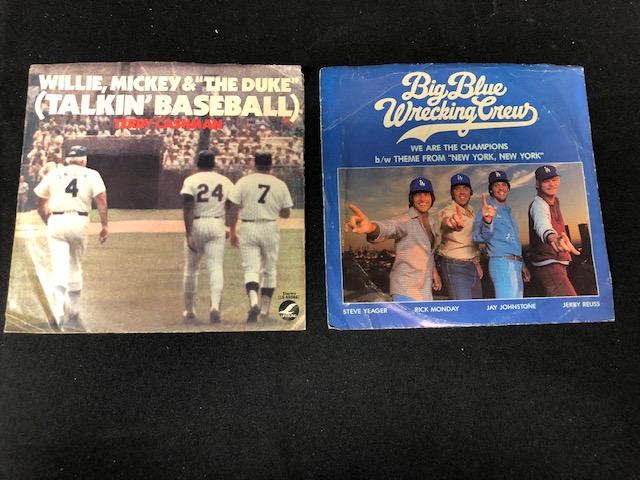 WILLIE, MICKEY & "THE DUKE"
(TALKIN' BASEBALL)
TERRY CASHMAN
4
24
7
Stereo
Big Blue
Wrecking Crew
WE ARE THE CHAMPIONS
b/w THEME FROM "NEW YORK, NEW YORK"
STEVE YEAGER
RICK MONDAY
JAY JOHNSTONE
JERRY REUSS